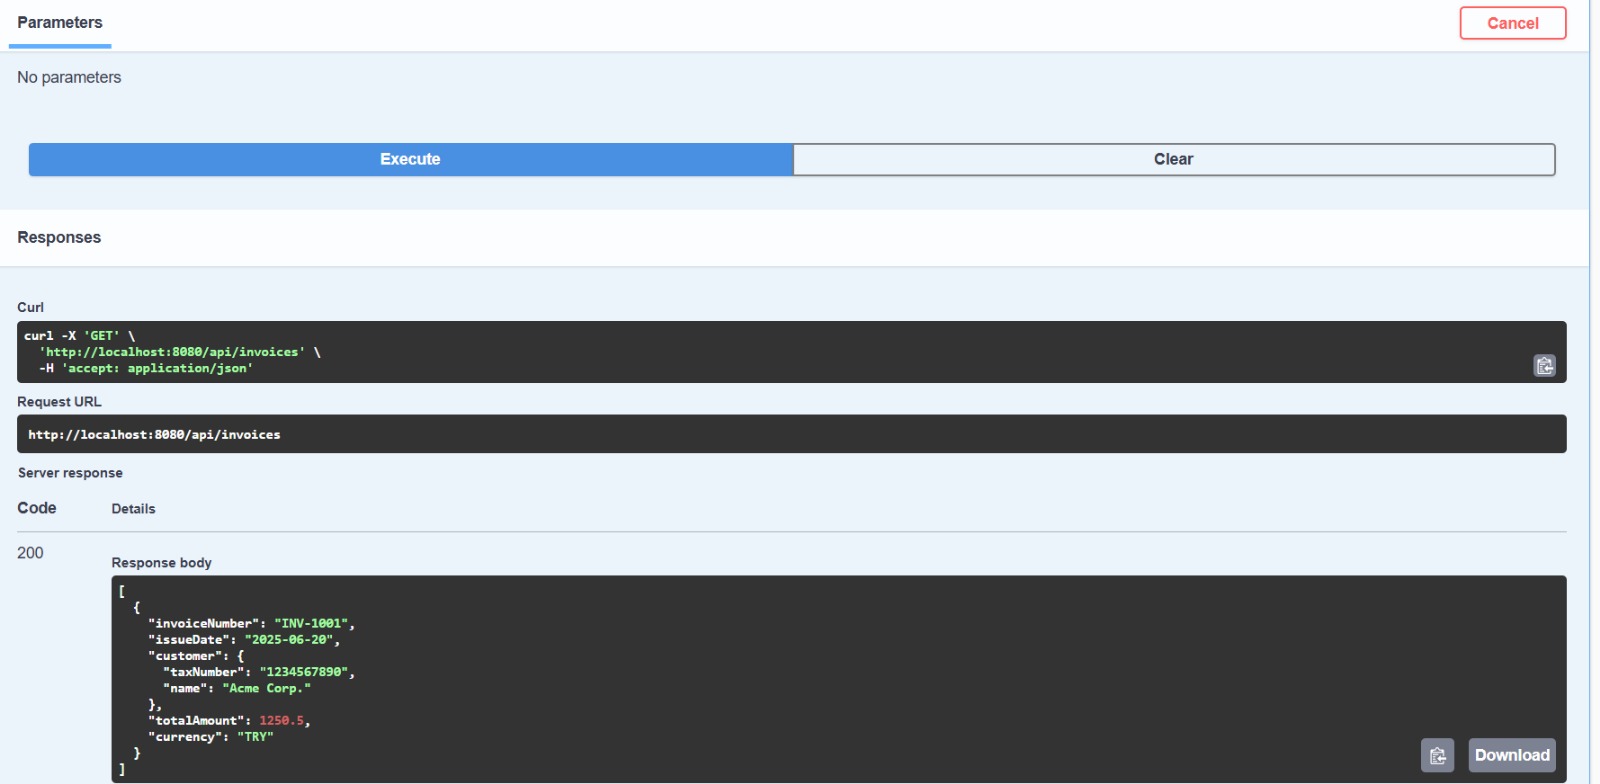 Parameters
Cancel
No parameters
Execute
Clear
Responses
Curl
curl -X 'GET' \
  'http://localhost:8080/api/invoices' \
  -H 'accept: application/json'
Request URL
http://localhost:8080/api/invoices
Server response
Code
Details
200
Response body
[
  {
    "invoiceNumber": "INV-1001",
    "issueDate": "2025-06-20",
    "customer": {
      "taxNumber": "1234567890",
      "name": "Acme Corp."
    },
    "totalAmount": 1250.5,
    "currency": "TRY"
  }
]
Download